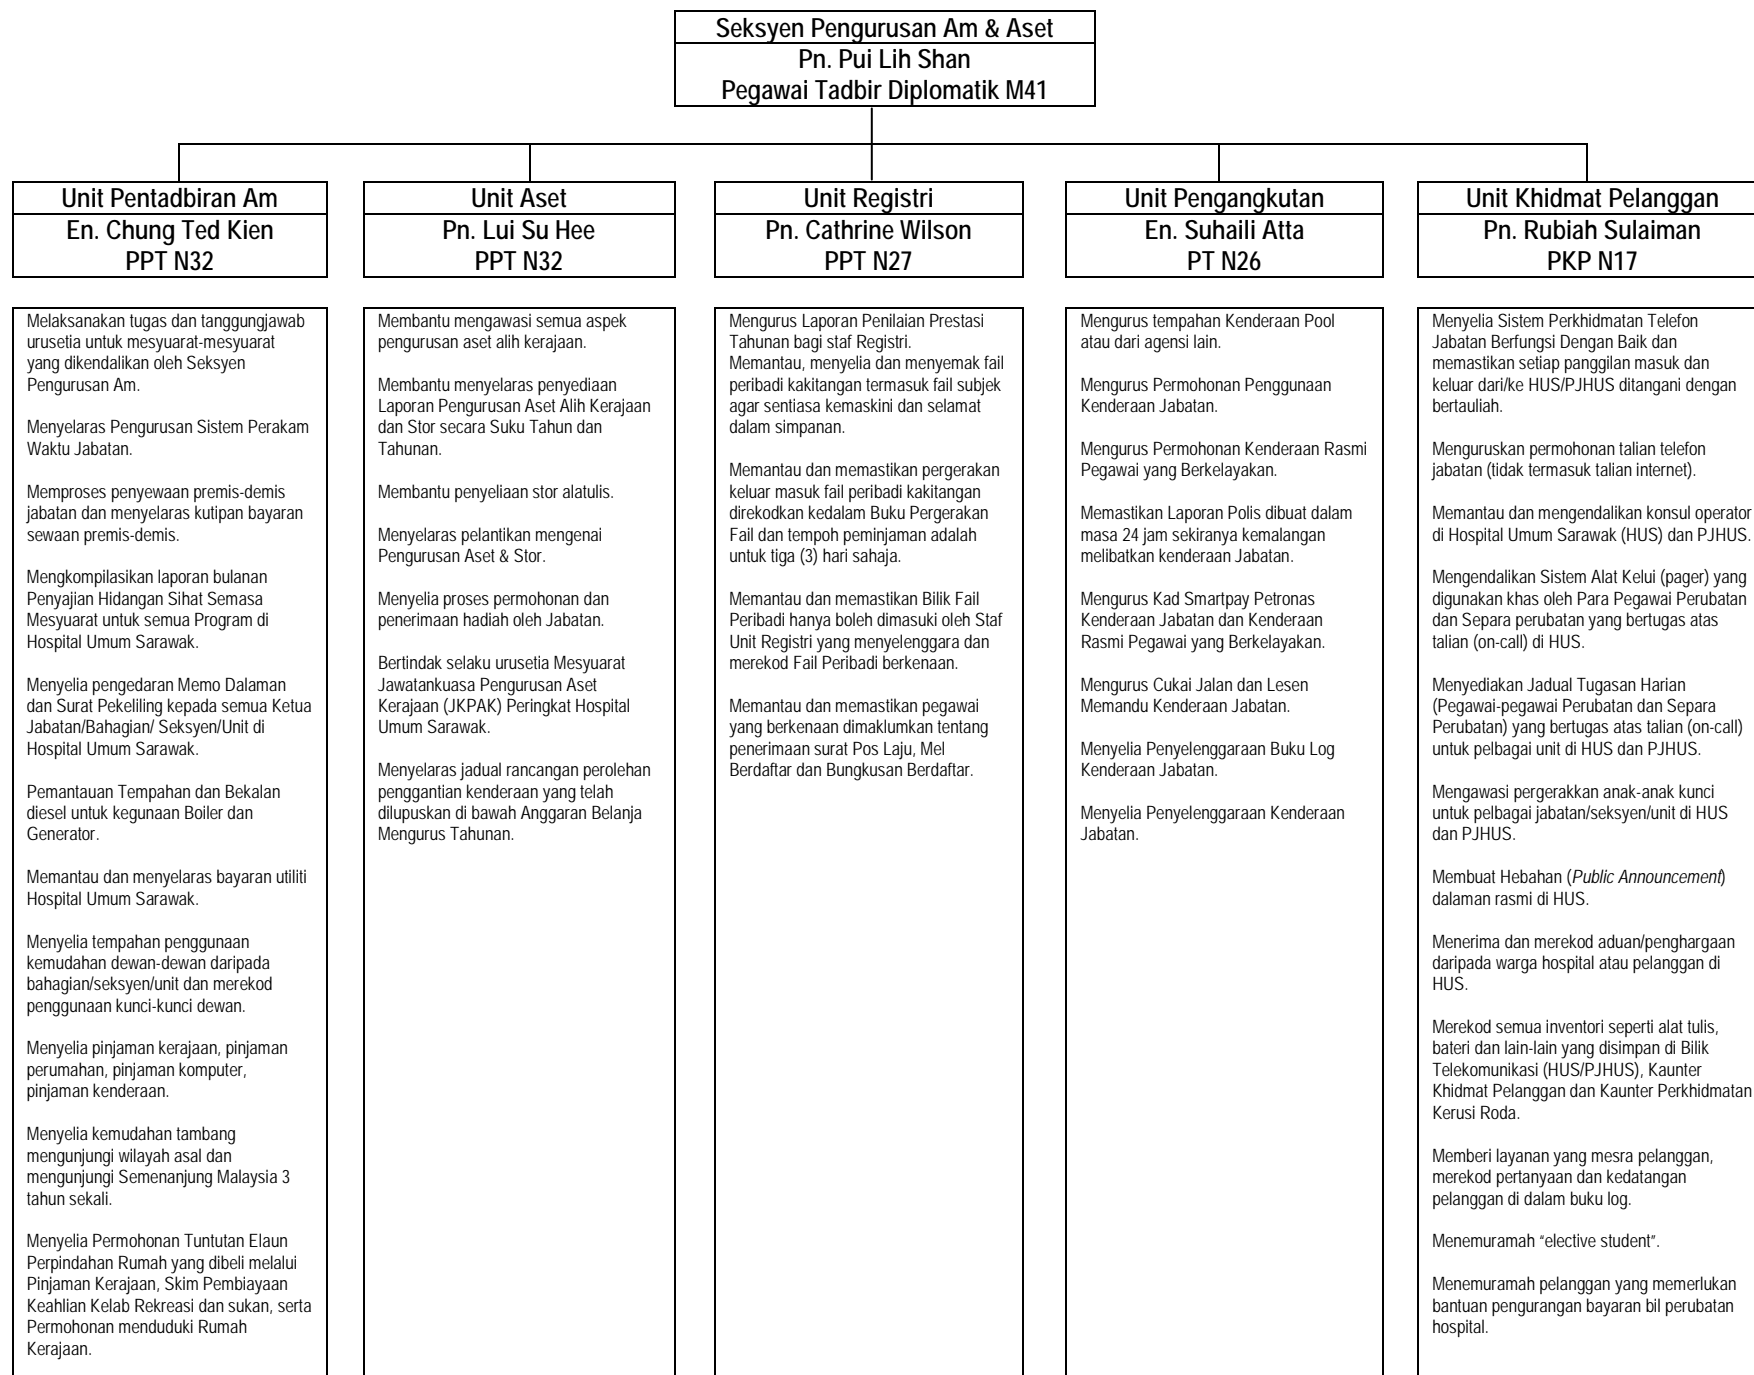 Seksyen Pengurusan Am & Aset
Pn. Pui Lih Shan
Pegawai Tadbir Diplomatik M41
Unit Pentadbiran Am
En. Chung Ted Kien
PPT N32
Melaksanakan tugas dan tanggungjawab
urusetia untuk mesyuarat-mesyuarat
yang dikendalikan oleh Seksyen
Pengurusan Am.
Menyelaras Pengurusan Sistem Perakam
Waktu Jabatan.
Memproses penyewaan premis-demis
jabatan dan menyelaras kutipan bayaran
sewaan premis-demis.
Mengkompilasikan laporan bulanan
Penyajian Hidangan Sihat Semasa
Mesyuarat untuk semua Program di
Hospital Umum Sarawak.
Menyelia pengedaran Memo Dalaman
dan Surat Pekeliling kepada semua Ketua
Jabatan/Bahagian/ Seksyen/Unit di
Hospital Umum Sarawak.
Pemantauan Tempahan dan Bekalan
diesel untuk kegunaan Boiler dan
Generator.
Memantau dan menyelaras bayaran utiliti
Hospital Umum Sarawak.
Menyelia tempahan penggunaan
kemudahan dewan-dewan daripada
bahagian/seksyen/unit dan merekod
penggunaan kunci-kunci dewan.
Menyelia pinjaman kerajaan, pinjaman
perumahan, pinjaman komputer,
pinjaman kenderaan.
Menyelia kemudahan tambang
mengunjungi wilayah asal dan
mengunjungi Semenanjung Malaysia 3
tahun sekali.
Menyelia Permohonan Tuntutan Elaun
Perpindahan Rumah yang dibeli melalui
Pinjaman Kerajaan, Skim Pembiayaan
Keahlian Kelab Rekreasi dan sukan, serta
Permohonan menduduki Rumah
Kerajaan.
Unit Aset
Pn. Lui Su Hee
PPT N32
Membantu mengawasi semua aspek
pengurusan aset alih kerajaan.
Membantu menyelaras penyediaan
Laporan Pengurusan Aset Alih Kerajaan
dan Stor secara Suku Tahun dan
Tahunan.
Membantu penyeliaan stor alatulis.
Menyelaras pelantikan mengenai
Pengurusan Aset & Stor.
Menyelia proses permohonan dan
penerimaan hadiah oleh Jabatan.
Bertindak selaku urusetia Mesyuarat
Jawatankuasa Pengurusan Aset
Kerajaan (JKPAK) Peringkat Hospital
Umum Sarawak.
Menyelaras jadual rancangan perolehan
penggantian kenderaan yang telah
dilupuskan di bawah Anggaran Belanja
Mengurus Tahunan.
Unit Registri
Pn. Cathrine Wilson
PPT N27
Mengurus Laporan Penilaian Prestasi
Tahunan bagi staf Registri.
Memantau, menyelia dan menyemak fail
peribadi kakitangan termasuk fail subjek
agar sentiasa kemaskini dan selamat
dalam simpanan.
Memantau dan memastikan pergerakan
keluar masuk fail peribadi kakitangan
direkodkan kedalam Buku Pergerakan
Fail dan tempoh peminjaman adalah
untuk tiga (3) hari sahaja.
Memantau dan memastikan Bilik Fail
Peribadi hanya boleh dimasuki oleh Staf
Unit Registri yang menyelenggara dan
merekod Fail Peribadi berkenaan.
Memantau dan memastikan pegawai
yang berkenaan dimaklumkan tentang
penerimaan surat Pos Laju, Mel
Berdaftar dan Bungkusan Berdaftar.
Unit Pengangkutan
En. Suhaili Atta
PT N26
Mengurus tempahan Kenderaan Pool
atau dari agensi lain.
Mengurus Permohonan Penggunaan
Kenderaan Jabatan.
Mengurus Permohonan Kenderaan Rasmi
Pegawai yang Berkelayakan.
Memastikan Laporan Polis dibuat dalam
masa 24 jam sekiranya kemalangan
melibatkan kenderaan Jabatan.
Mengurus Kad Smartpay Petronas
Kenderaan Jabatan dan Kenderaan
Rasmi Pegawai yang Berkelayakan.
Mengurus Cukai Jalan dan Lesen
Memandu Kenderaan Jabatan.
Menyelia Penyelenggaraan Buku Log
Kenderaan Jabatan.
Menyelia Penyelenggaraan Kenderaan
Jabatan.
Unit Khidmat Pelanggan
Pn. Rubiah Sulaiman
PKP N17
Menyelia Sistem Perkhidmatan Telefon
Jabatan Berfungsi Dengan Baik dan
memastikan setiap panggilan masuk dan
keluar dari/ke HUS/PJHUS ditangani dengan
bertauliah.
Menguruskan permohonan talian telefon
jabatan (tidak termasuk talian internet).
Memantau dan mengendalikan konsul operator
di Hospital Umum Sarawak (HUS) dan PJHUS.
Mengendalikan Sistem Alat Kelui (pager) yang
digunakan khas oleh Para Pegawai Perubatan
dan Separa perubatan yang bertugas atas
talian (on-call) di HUS.
Menyediakan Jadual Tugasan Harian
(Pegawai-pegawai Perubatan dan Separa
Perubatan) yang bertugas atas talian (on-call)
untuk pelbagai unit di HUS dan PJHUS.
Mengawasi pergerakkan anak-anak kunci
untuk pelbagai jabatan/seksyen/unit di HUS
dan PJHUS.
Membuat Hebahan (Public Announcement)
dalaman rasmi di HUS.
Menerima dan merekod aduan/penghargaan
daripada warga hospital atau pelanggan di
HUS.
Merekod semua inventori seperti alat tulis,
bateri dan lain-lain yang disimpan di Bilik
Telekomunikasi (HUS/PJHUS), Kaunter
Khidmat Pelanggan dan Kaunter Perkhidmatan
Kerusi Roda.
Memberi layanan yang mesra pelanggan,
merekod pertanyaan dan kedatangan
pelanggan di dalam buku log.
Menemuramah “elective student”.
Menemuramah pelanggan yang memerlukan
bantuan pengurangan bayaran bil perubatan
hospital.